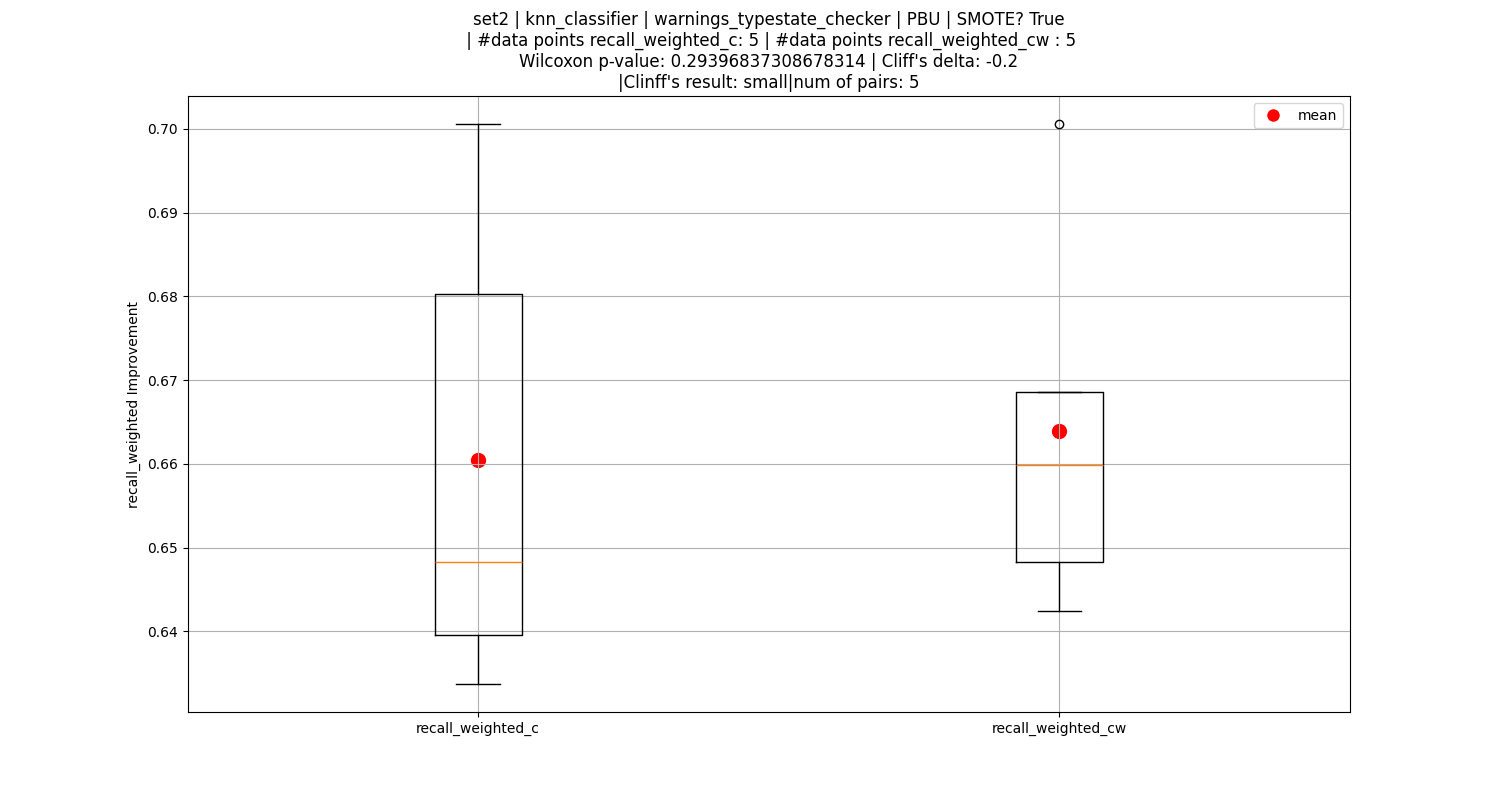 set2 | knn_classifier | warnings_typestate_checker | PBU | SMOTE? True
| #data points recall_weighted_c: 5 | #data points recall_weighted_cw : 5
Wilcoxon p-value: 0.29396837308678314 | Cliff's delta: -0.2
|Clinff's result: small|num of pairs: 5
mean
0.70
0.69
0.68
0.67
0.66
0.65
0.64
recall_weighted Improvement
recall_weighted_c
recall_weighted_cw